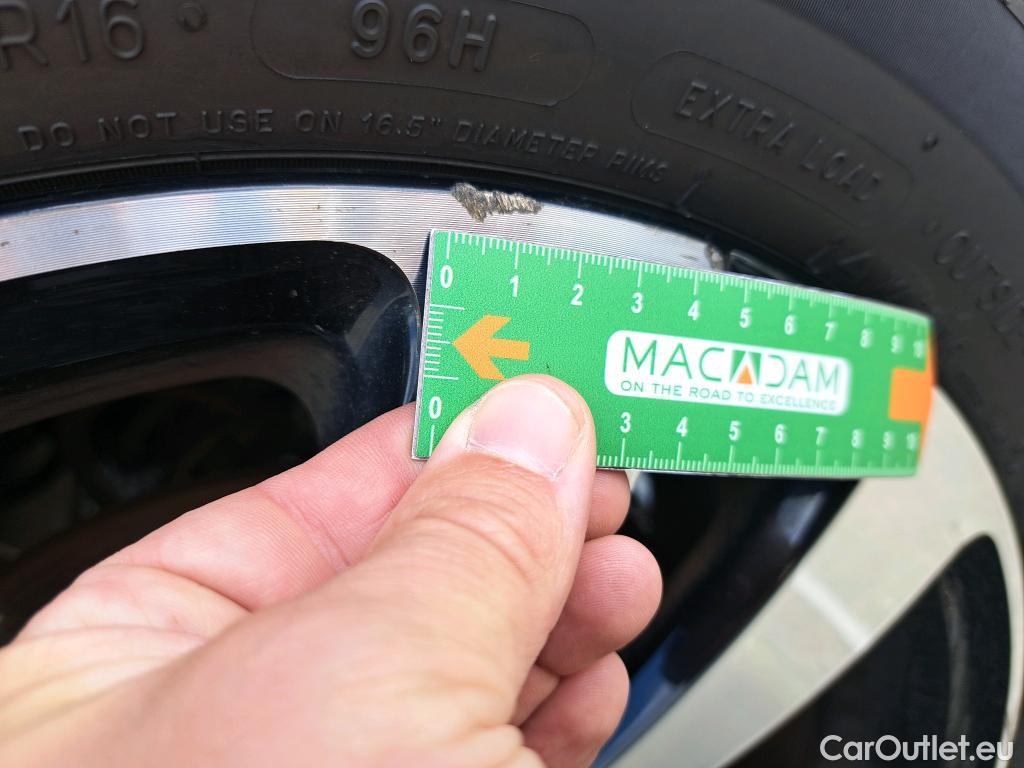 R16 96H
EXTRA LOAD
DO NOT USE ON 16.5" DIAMETER RIMS
OUTSIDE
0 1 2 3 4 5 6 7 8 9 10
MACADAM
ON THE ROAD TO EXCELLENCE
0 3 4 5 6 7 8 9 10
CarOutlet.eu